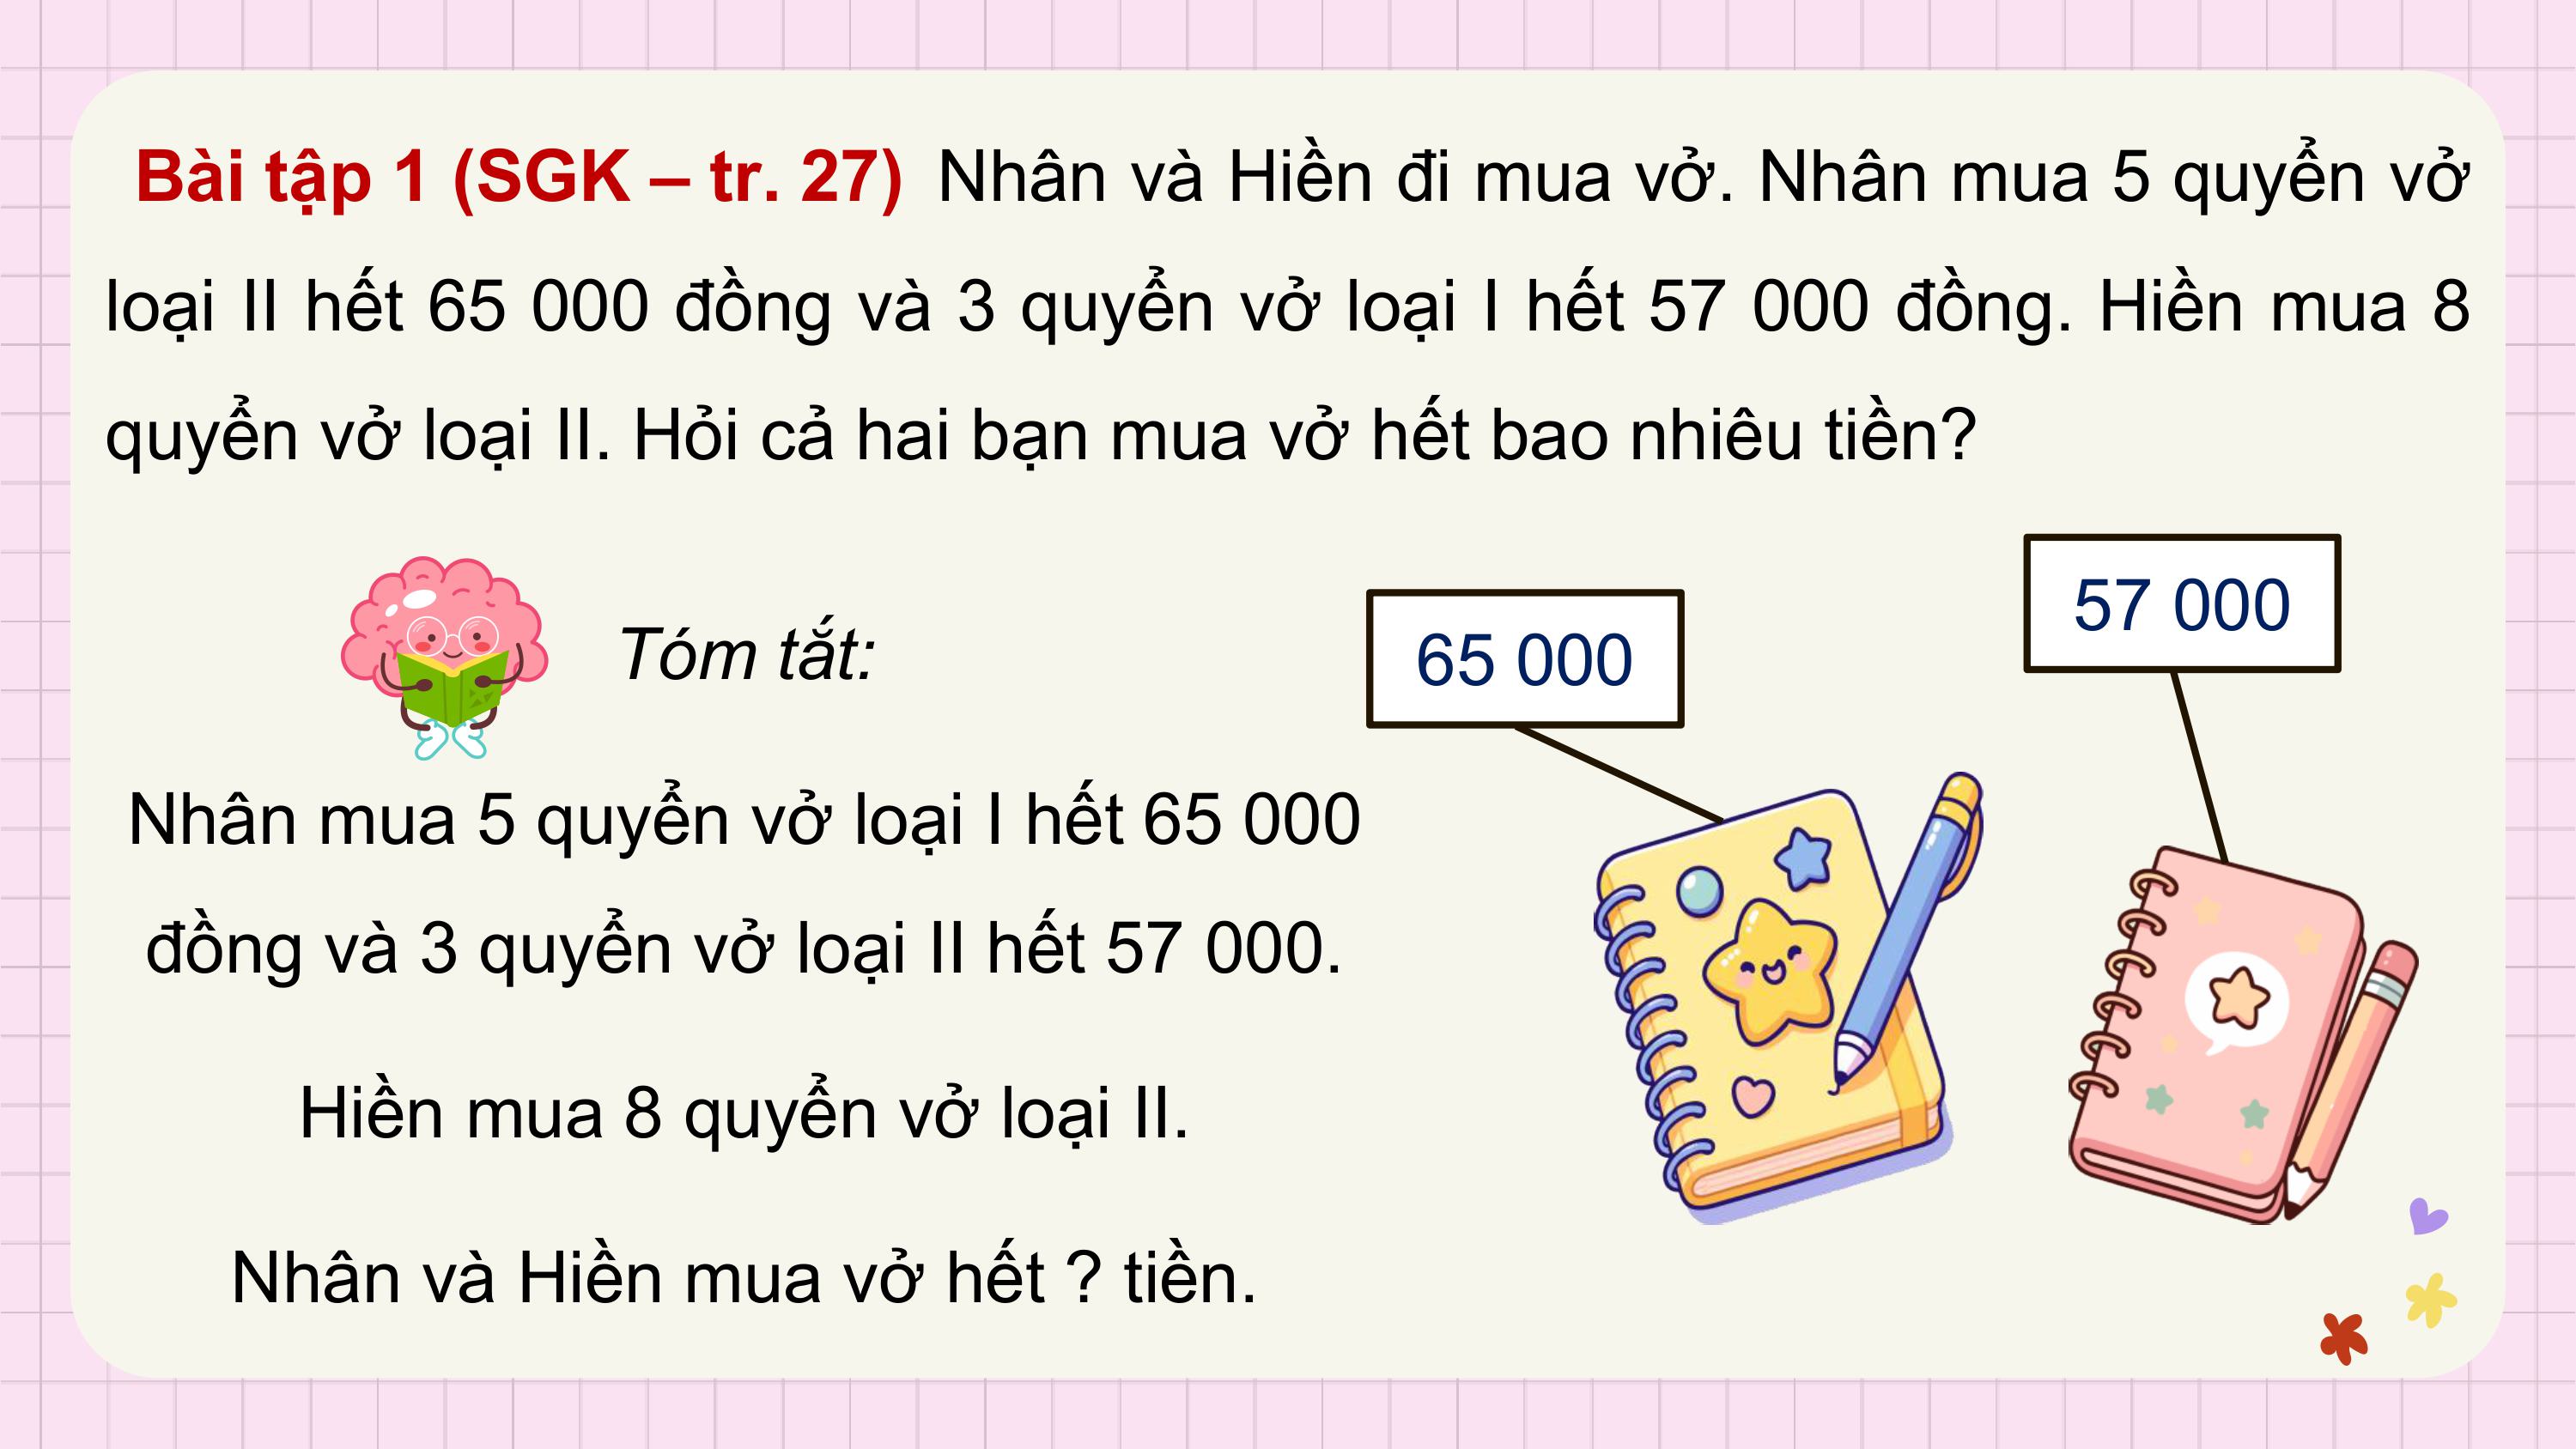 Bài tập 1 (SGK – tr. 27) Nhân và Hiền đi mua vở. Nhân mua 5 quyển vở
loại II hết 65 000 đồng và 3 quyển vở loại I hết 57 000 đồng. Hiền mua 8
quyển vở loại II. Hỏi cả hai bạn mua vở hết bao nhiêu tiền?
Tóm tắt:
Nhân mua 5 quyển vở loại I hết 65 000
đồng và 3 quyển vở loại II hết 57 000.
Hiền mua 8 quyển vở loại II.
Nhân và Hiền mua vở hết ? tiền.
65 000
57 000